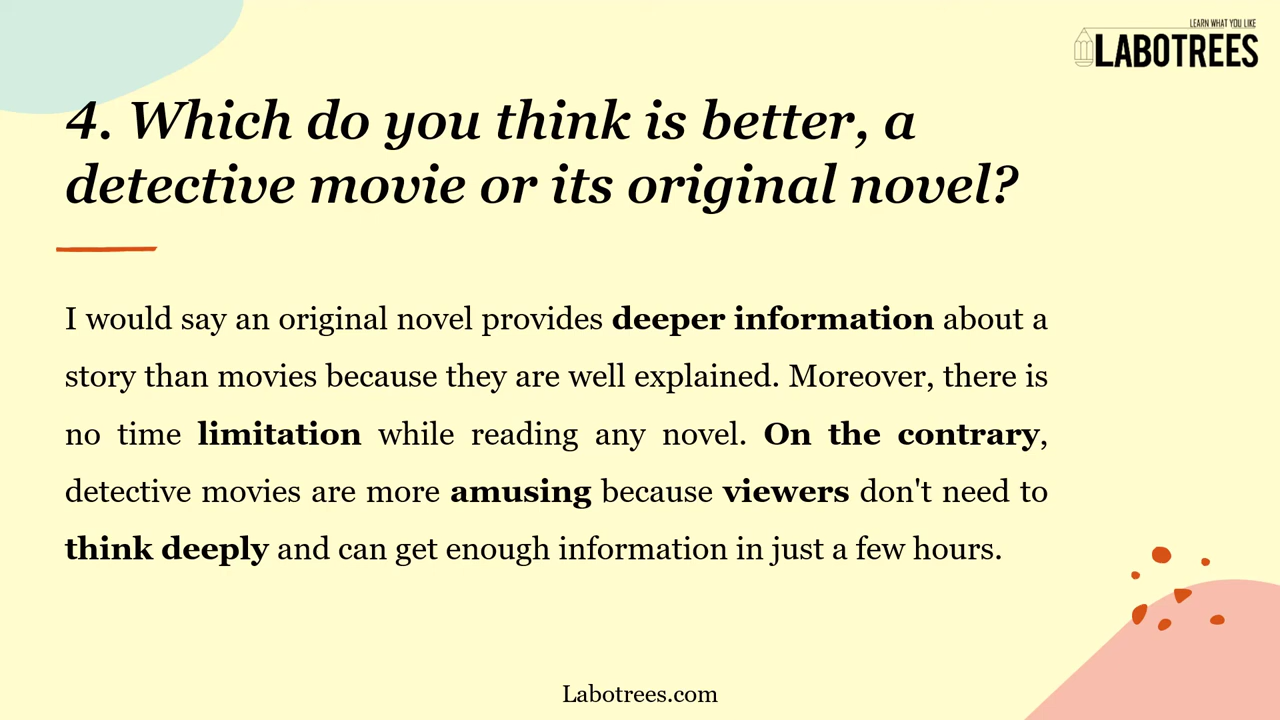 LEARN WHAT YOU LIKE
LABOTREES
4. Which do you think is better, a
detective movie or its original novel?
I would say an original novel provides deeper information about a
story than movies because they are well explained. Moreover, there is
no time limitation while reading any novel. On the contrary,
detective movies are more amusing because viewers don't need to
think deeply and can get enough information in just a few hours.
Labotrees.com